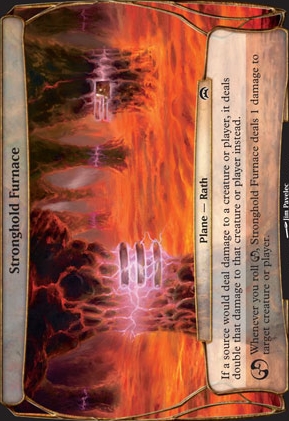 Stronghold Furnace
Plane — Rath
If a source would deal damage to a creature or player, it deals
double that damage to that creature or player instead.
Whenever you roll , Stronghold Furnace deals 1 damage to
target creature or player.
Jim Pavelec